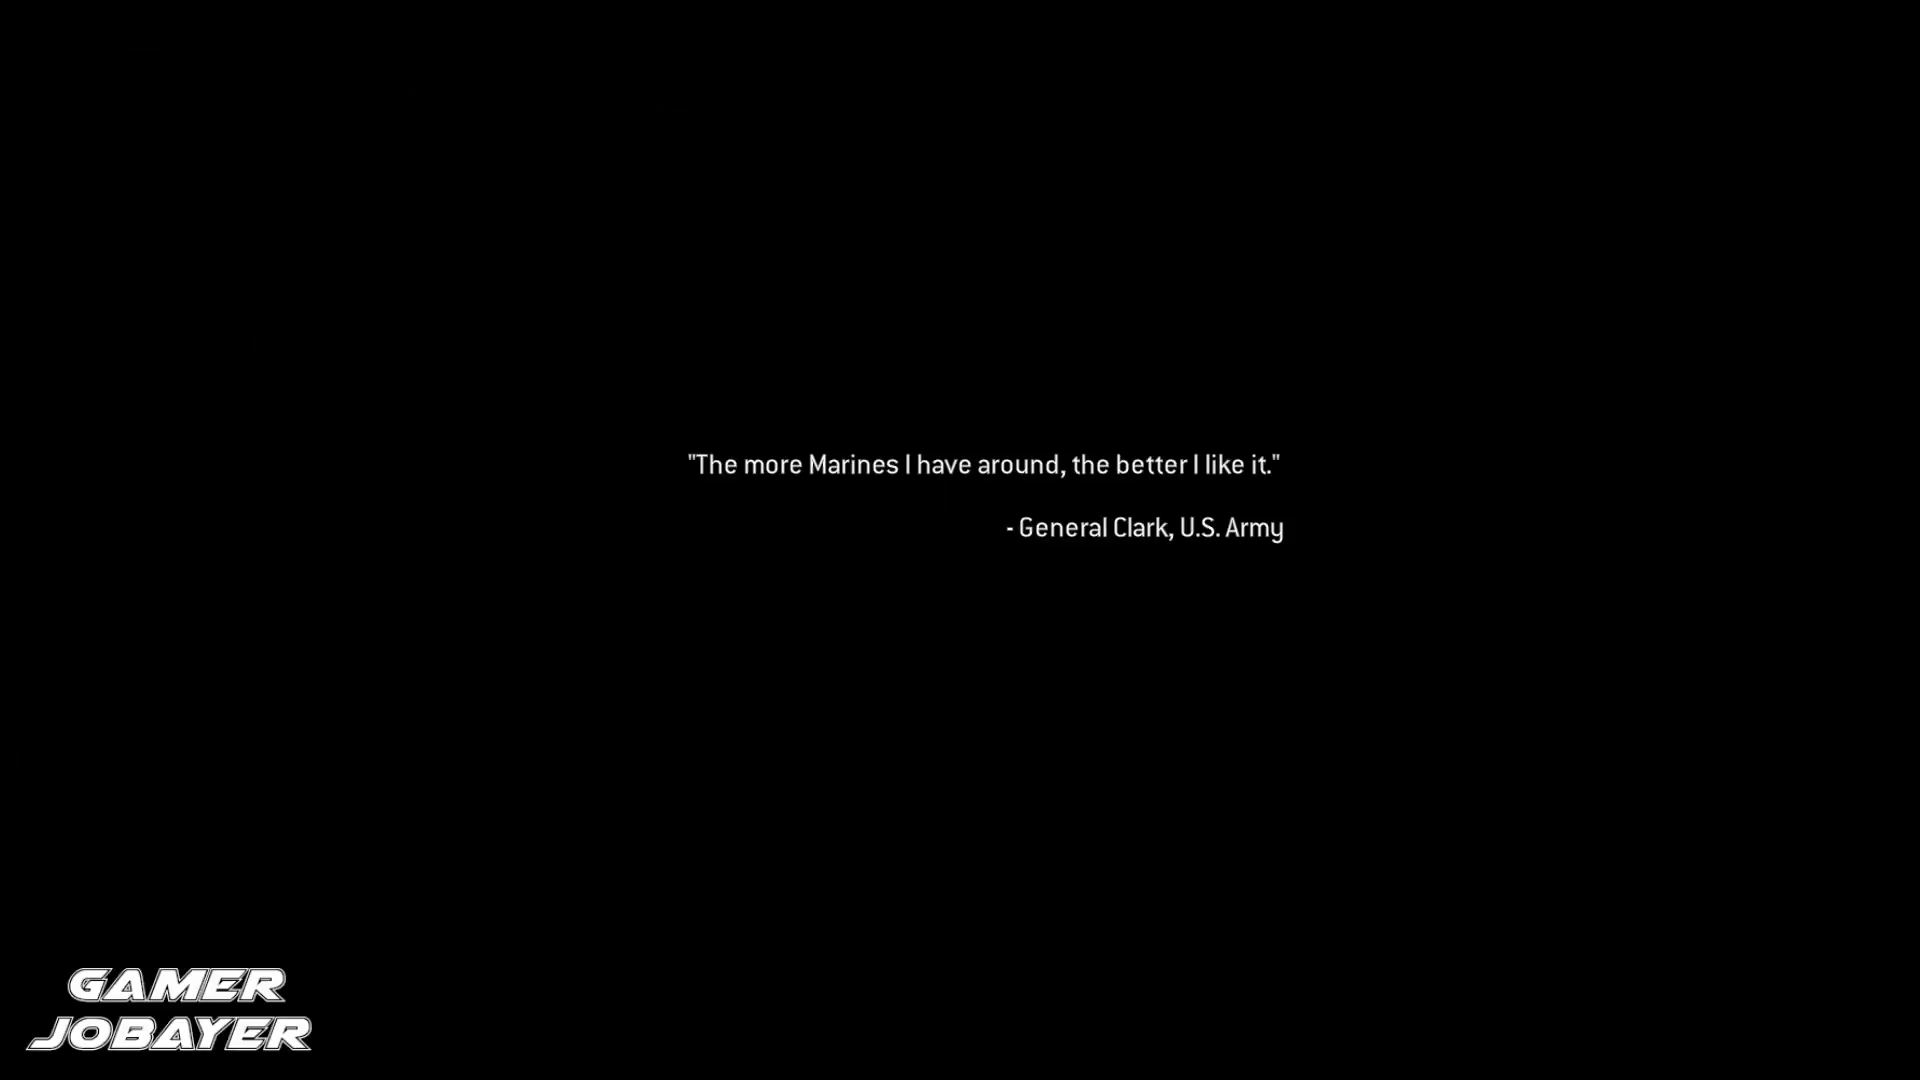 "The more Marines I have around, the better I like it."
- General Clark, U.S. Army
GAMER
JOBAYER